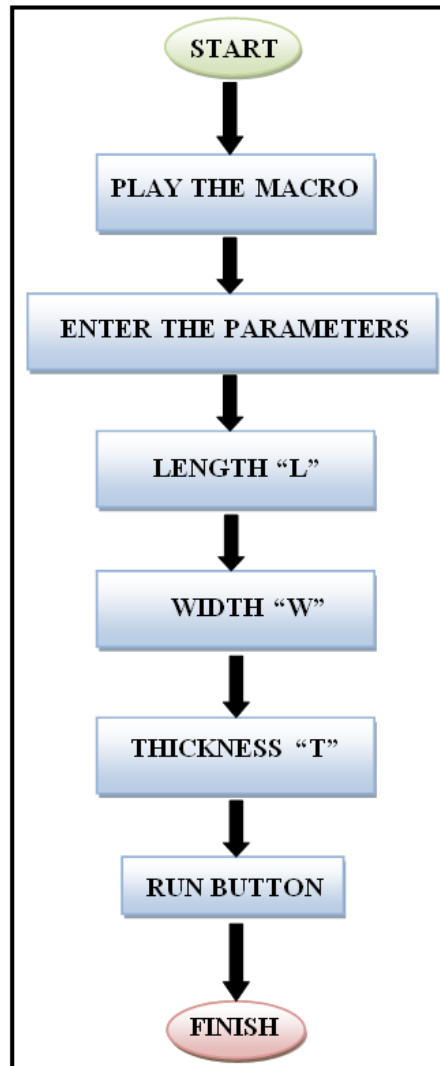 START
PLAY THE MACRO
ENTER THE PARAMETERS
LENGTH “L”
WIDTH “W”
THICKNESS “T”
RUN BUTTON
FINISH